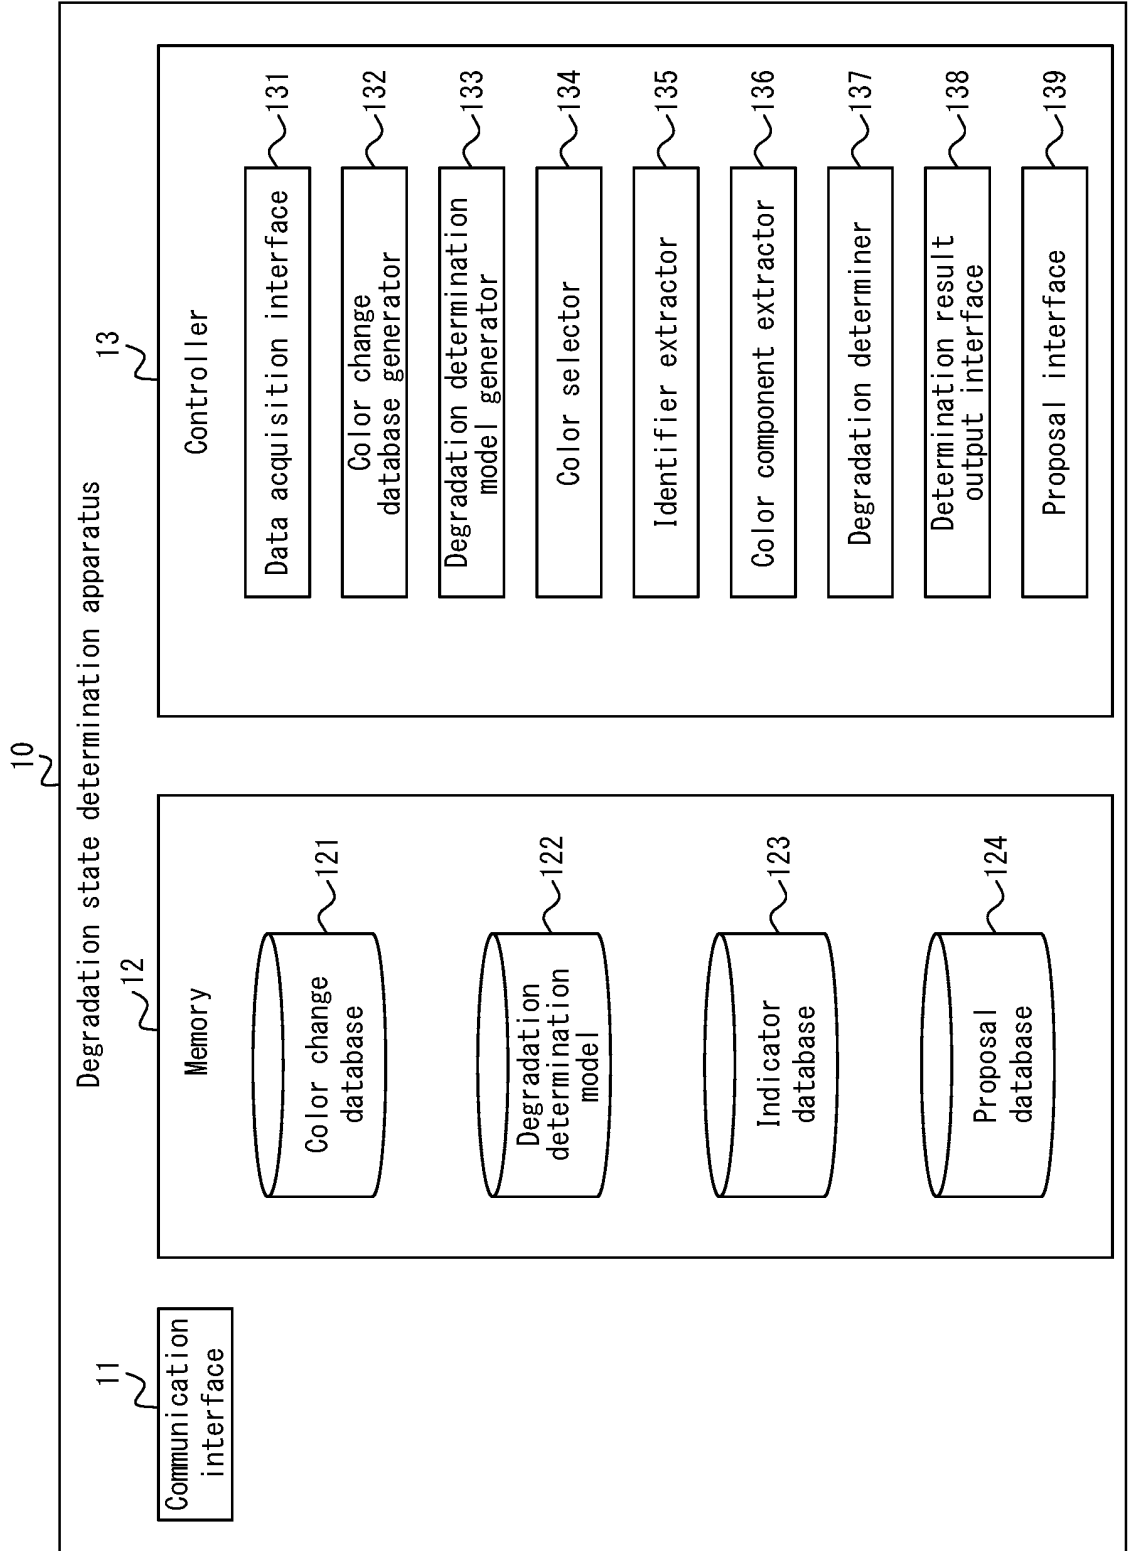 10
Degradation state determination apparatus
11
Communication
interface
12
Memory
Color change
database
121
Degradation
determination
model
122
Indicator
database
123
Proposal
database
124
13
Controller
Data acquisition interface
131
Color change
database generator
132
Degradation determination
model generator
133
Color selector
134
Identifier extractor
135
Color component extractor
136
Degradation determiner
137
Determination result
output interface
138
Proposal interface
139